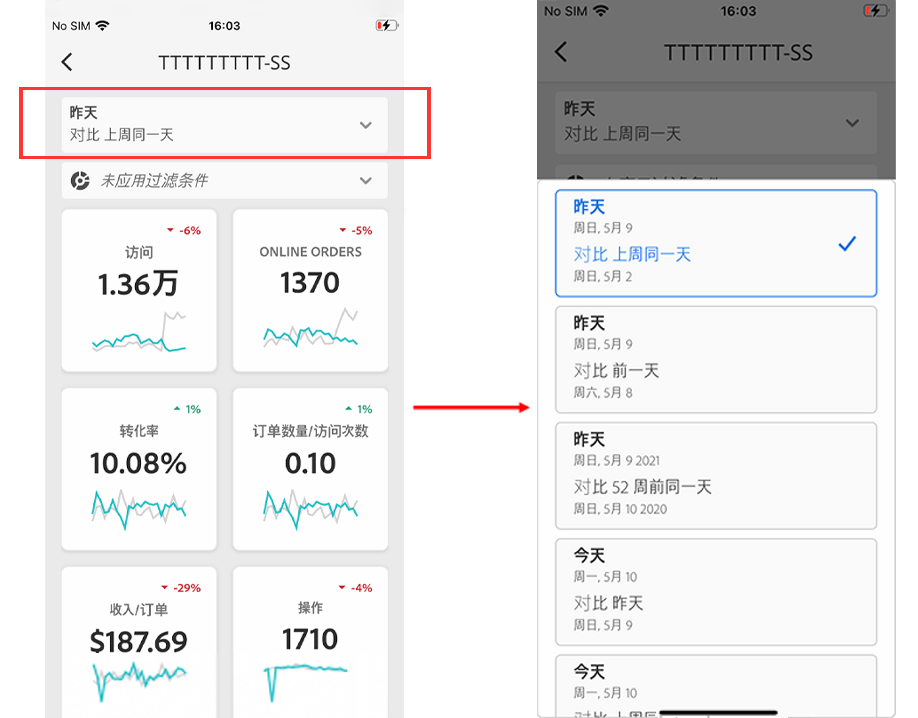 No SIM 16:03
TTTTTTTTT-SS
昨天
对比 上周同一天
未应用过滤条件
-6%
访问
1.36万
-5%
ONLINE ORDERS
1370
1%
转化率
10.08%
1%
订单数量/访问次数
0.10
-29%
收入/订单
$187.69
-4%
操作
1710
No SIM 16:03
TTTTTTTTT-SS
昨天
对比 上周同一天
昨天
周日, 5月 9
对比 上周同一天
周日, 5月 2
昨天
周日, 5月 9
对比 前一天
周六, 5月 8
昨天
周日, 5月 9 2021
对比 52 周前同一天
周日, 5月 10 2020
今天
周一, 5月 10
对比 昨天
周日, 5月 9
今天
周一, 5月 10